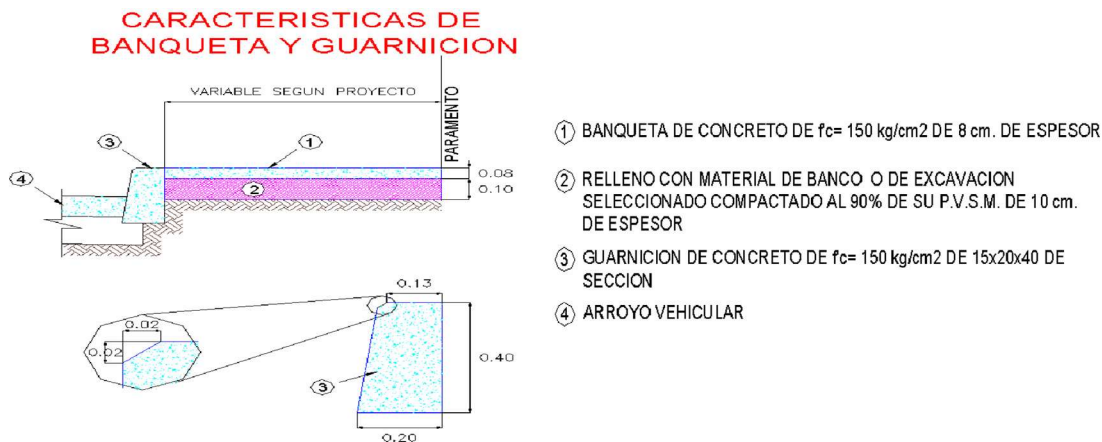 CARACTERISTICAS DE
BANQUETA Y GUARNICION
VARIABLE SEGUN PROYECTO
PARAMENTO
3
1
4
2
0.08
0.10
0.13
0.02
0.02
0.40
3
0.20
1 BANQUETA DE CONCRETO DE f'c= 150 kg/cm2 DE 8 cm. DE ESPESOR
2 RELLENO CON MATERIAL DE BANCO O DE EXCAVACION
SELECCIONADO COMPACTADO AL 90% DE SU P.V.S.M. DE 10 cm.
DE ESPESOR
3 GUARNICION DE CONCRETO DE f'c= 150 kg/cm2 DE 15x20x40 DE
SECCION
4 ARROYO VEHICULAR